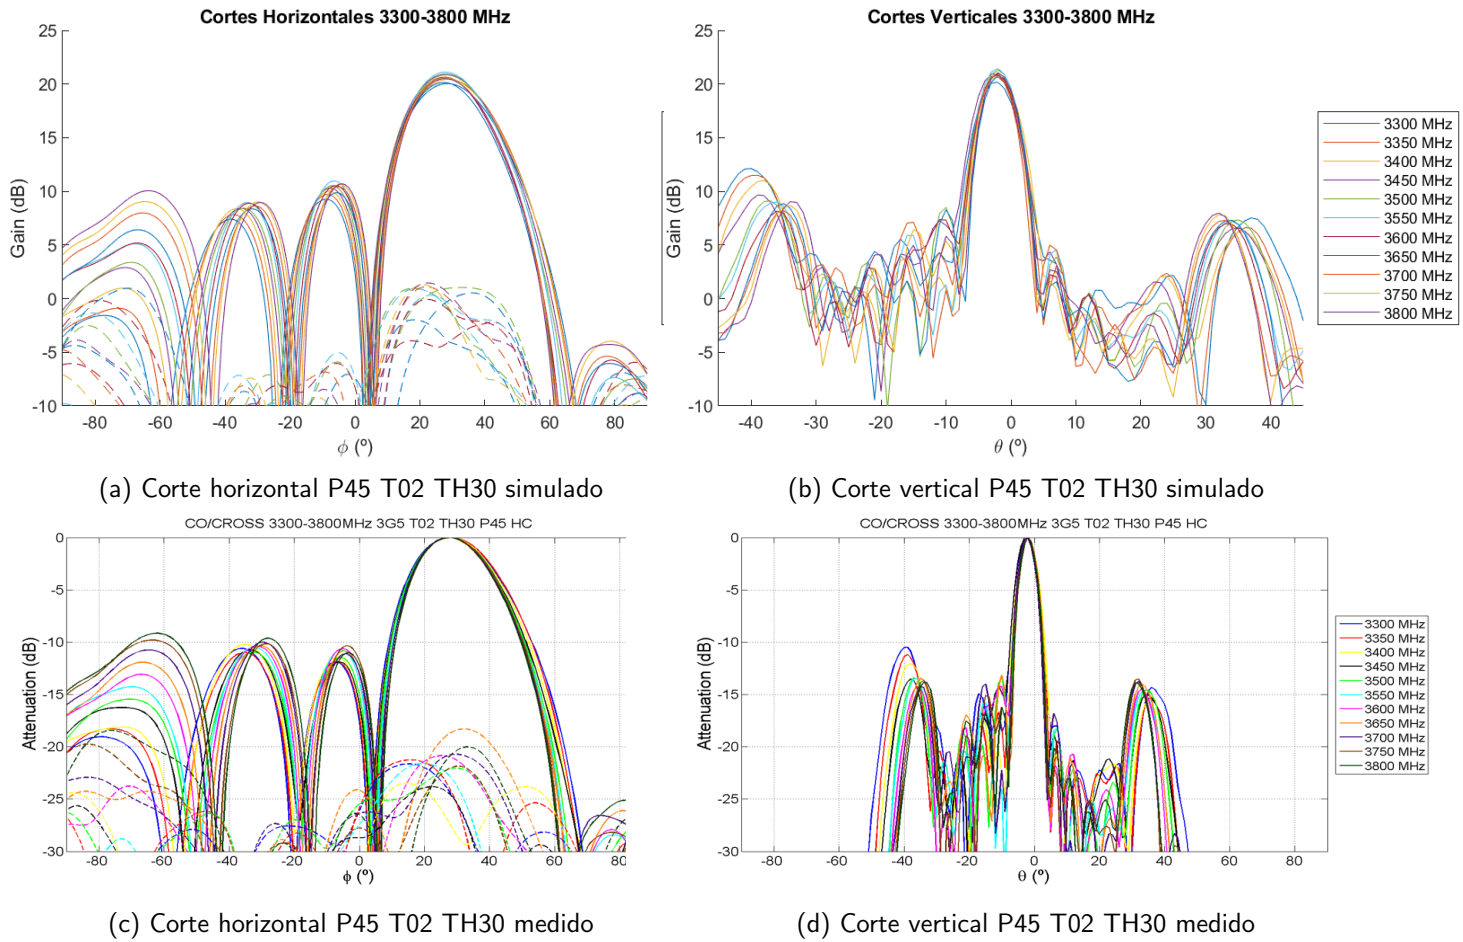 Cortes Horizontales 3300-3800 MHz
25
20
15
10
5
0
-5
-10
Gain (dB)
-80 -60 -40 -20 0 20 40 60 80
ϕ (º)
(a) Corte horizontal P45 T02 TH30 simulado
Cortes Verticales 3300-3800 MHz
25
20
15
10
5
0
-5
-10
Gain (dB)
-40 -30 -20 -10 0 10 20 30 40
θ (º)
3300 MHz
3350 MHz
3400 MHz
3450 MHz
3500 MHz
3550 MHz
3600 MHz
3650 MHz
3700 MHz
3750 MHz
3800 MHz
(b) Corte vertical P45 T02 TH30 simulado
CO/CROSS 3300-3800MHz 3G5 T02 TH30 P45 HC
0
-5
-10
-15
-20
-25
-30
Attenuation (dB)
-80 -60 -40 -20 0 20 40 60 80
ϕ (º)
(c) Corte horizontal P45 T02 TH30 medido
CO/CROSS 3300-3800MHz 3G5 T02 TH30 P45 HC
0
-5
-10
-15
-20
-25
-30
Attenuation (dB)
-80 -60 -40 -20 0 20 40 60 80
θ (º)
3300 MHz
3350 MHz
3400 MHz
3450 MHz
3500 MHz
3550 MHz
3600 MHz
3650 MHz
3700 MHz
3750 MHz
3800 MHz
(d) Corte vertical P45 T02 TH30 medido